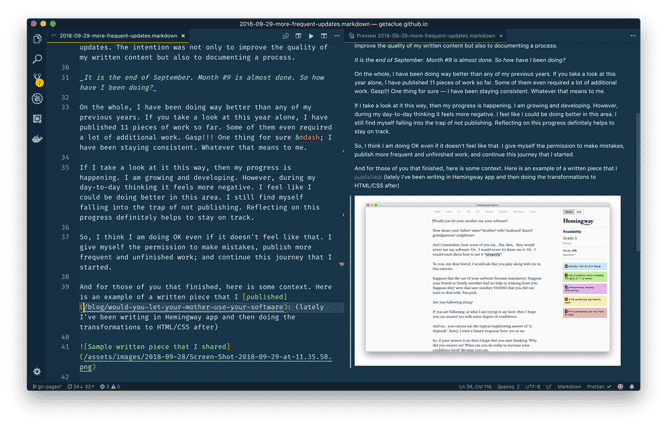 2018-09-29-more-frequent-updates.markdown — getaclue.github.io
2018-09-29-more-frequent-updates.markdown
Preview 2018-09-29-more-frequent-updates.markdown
updates. The intention was not only to improve the quality of
my written content but also to documenting a process.
30
31
_It is the end of September. Month #9 is almost done. So how
have I been doing?_
32
33
On the whole, I have been doing way better than any of my
previous years. If you take a look at this year alone, I have
published 11 pieces of work so far. Some of them even required
a lot of additional work. Gasp!!! One thing for sure &mdash; I
have been staying consistent. Whatever that means to me.
34
35
If I take a look at it this way, then my progress is
happening. I am growing and developing. However, during my
day-to-day thinking it feels more negative. I feel like I
could be doing better in this area. I still find myself
falling into the trap of not publishing. Reflecting on this
progress definitely helps to stay on track.
36
37
So, I think I am doing OK even if it doesn't feel like that. I
give myself the permission to make mistakes, publish more
frequent and unfinished work; and continue this journey that I
started.
38
39
And for those of you that finished, here is some context. Here
is an example of a written piece that I [published]
(/blog/would-you-let-your-mother-use-your-software): (lately
I've been writing in Hemingway app and then doing the
transformations to HTML/CSS after)
40
41
![Sample written piece that I shared]
(/assets/images/2018-09-28/Screen-Shot-2018-09-29-at-11.35.50.
png)
42
improve the quality of my written content but also to documenting a process.
It is the end of September. Month #9 is almost done. So how have I been doing?
On the whole, I have been doing way better than any of my previous years. If you take a look at this
year alone, I have published 11 pieces of work so far. Some of them even required a lot of additional
work. Gasp!!! One thing for sure — I have been staying consistent. Whatever that means to me.
If I take a look at it this way, then my progress is happening. I am growing and developing. However,
during my day-to-day thinking it feels more negative. I feel like I could be doing better in this area. I
still find myself falling into the trap of not publishing. Reflecting on this progress definitely helps to
stay on track.
So, I think I am doing OK even if it doesn't feel like that. I give myself the permission to make mistakes,
publish more frequent and unfinished work; and continue this journey that I started.
And for those of you that finished, here is some context. Here is an example of a written piece that I
published: (lately I've been writing in Hemingway app and then doing the transformations to
HTML/CSS after)
Would you let your mother use your software
Hemingway
Readability
To you, my dear friend, I would ask that you play along with me in
this exercise.
Are you following along?
gh-pages*
Ln 39, Col 116
Spaces: 2
UTF-8
LF
Markdown
Prettier: ✓